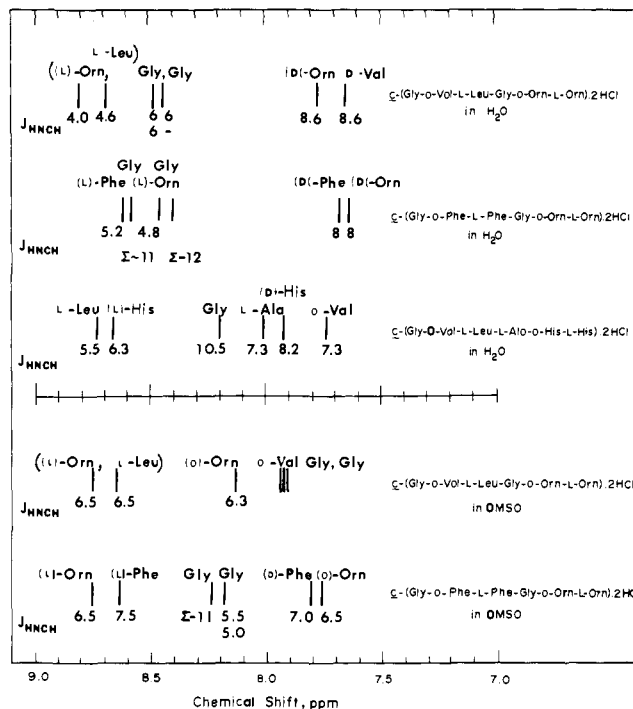 L -Leu)
((L)-Orn, Gly, Gly (D(-Orn D -Val
4.0 4.6 6 6 8.6 8.6
6 -
JHNCH
c-(Gly-D-Val-L-Leu-Gly-D-Orn-L-Orn).2HCl
in H2O
Gly Gly
(L)-Phe (L)-Orn (D(-Phe (D(-Orn
5.2 4.8 8 8
Σ~11 Σ-12
JHNCH
c-(Gly-D-Phe-L-Phe-Gly-D-Orn-L-Orn).2HCl
in H2O
(D)-His
L -Leu (L)-His Gly L -Ala D -Val
5.5 6.3 10.5 7.3 8.2 7.3
JHNCH
c-(Gly-D-Val-L-Leu-L-Ala-D-His-L-His).2HCl
in H2O
((L)-Orn, L -Leu) (D)-Orn D -Val Gly, Gly
6.5 6.5 6.3
JHNCH
c-(Gly-D-Val-L-Leu-Gly-D-Orn-L-Orn).2HCl
in DMSO
(L)-Orn (L)-Phe Gly Gly (D)-Phe (D)-Orn
6.5 7.5 Σ-11 5.5 7.0 6.5
5.0
JHNCH
c-(Gly-D-Phe-L-Phe-Gly-D-Orn-L-Orn).2HC
in DMSO
9.0 8.5 8.0 7.5 7.0
Chemical Shift, ppm